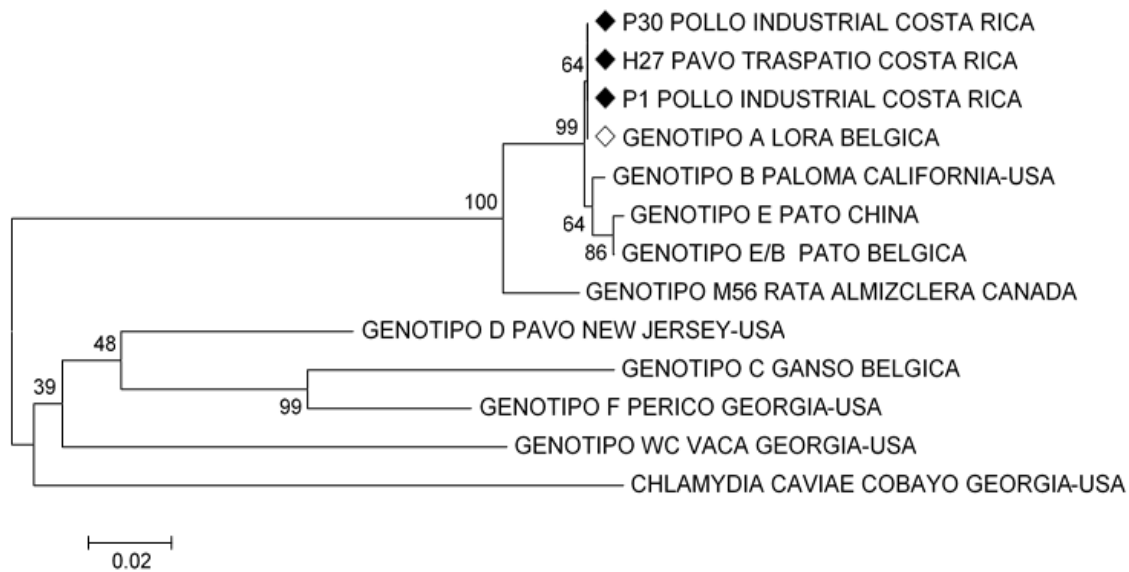 P30 POLLO INDUSTRIAL COSTA RICA
64
H27 PAVO TRASPATIO COSTA RICA
P1 POLLO INDUSTRIAL COSTA RICA
99
GENOTIPO A LORA BELGICA
GENOTIPO B PALOMA CALIFORNIA-USA
100
GENOTIPO E PATO CHINA
64
86
GENOTIPO E/B PATO BELGICA
GENOTIPO M56 RATA ALMIZCLERA CANADA
GENOTIPO D PAVO NEW JERSEY-USA
48
GENOTIPO C GANSO BELGICA
39
99
GENOTIPO F PERICO GEORGIA-USA
GENOTIPO WC VACA GEORGIA-USA
CHLAMYDIA CAVIAE COBAYO GEORGIA-USA
0.02